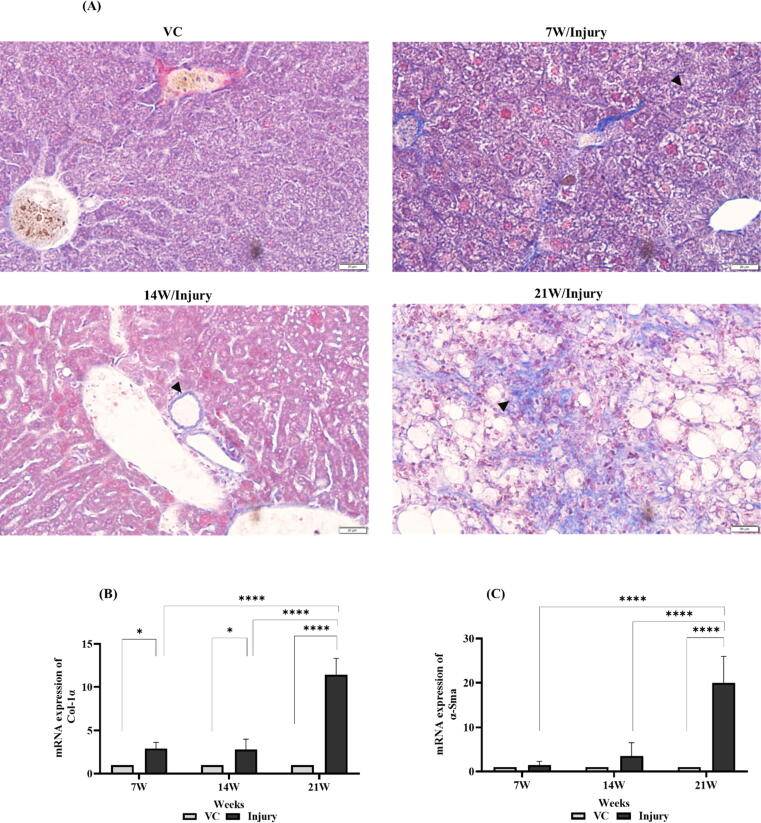 (A)
VC
7W/Injury
14W/Injury
21W/Injury
(B)
****
****
* * ****
15
10
5
0
mRNA expression of
Col-1α
7W 14W 21W
Weeks
VC Injury
(C)
****
****
****
30
20
10
0
mRNA expression of
α-Sma
7W 14W 21W
Weeks
VC Injury